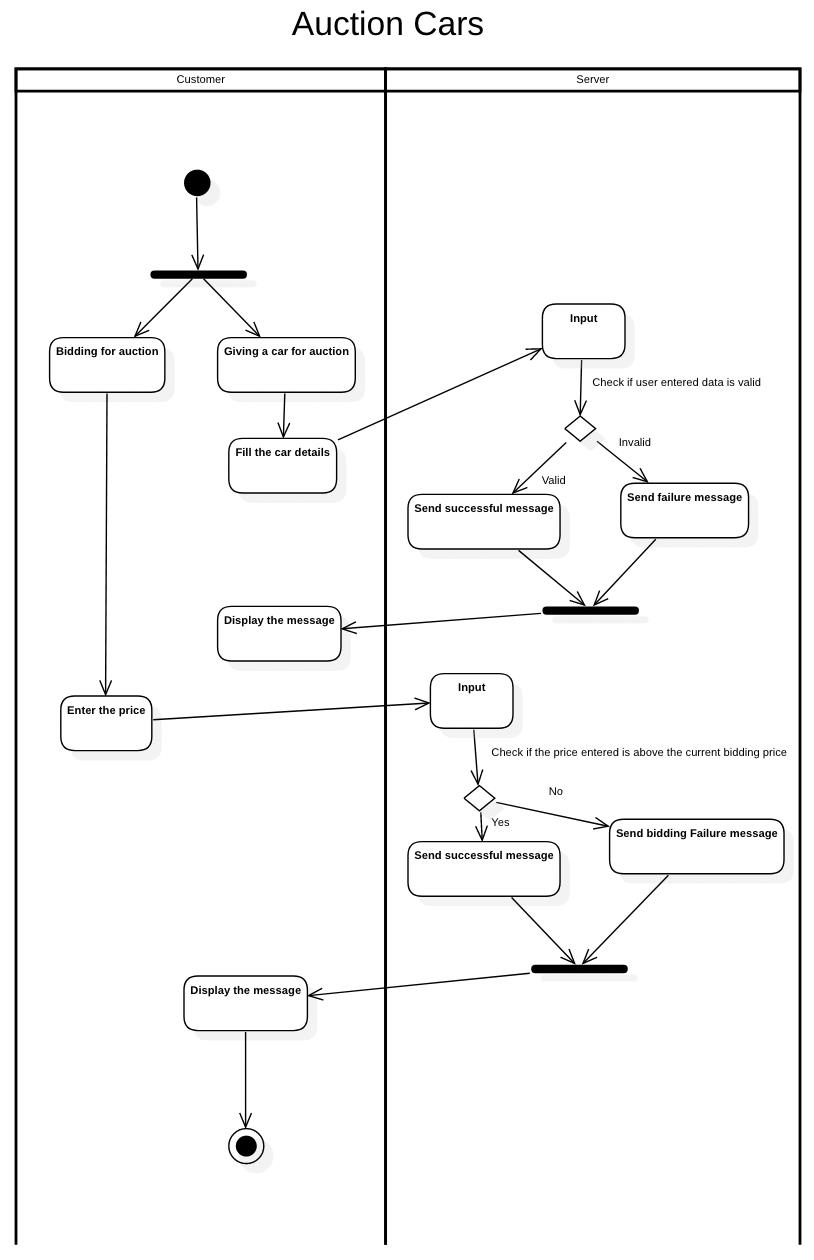 Auction Cars
Customer
Server
Input
Bidding for auction
Giving a car for auction
Check if user entered data is valid
Invalid
Fill the car details
Valid
Send failure message
Send successful message
Display the message
Input
Enter the price
Check if the price entered is above the current bidding price
No
Yes
Send bidding Failure message
Send successful message
Display the message